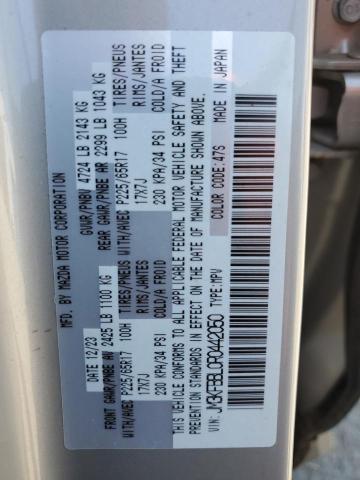 MFD. BY MAZDA MOTOR CORPORATION
DATE 12/23 GVWR/PNBV 4724 LB 2143 KG
FRONT GAWR/PNBE AV 2425 LB 1100 KG REAR GAWR/PNBE AR 2299 LB 1043 KG
WITH/AVEC P225/65R17 100H TIRES/PNEUS WITH/AVEC P225/65R17 100H TIRES/PNEUS
17X7J RIMS/JANTES 17X7J RIMS/JANTES
230 KPA/34 PSI COLD/A FROID 230 KPA/34 PSI COLD/A FROID
THIS VEHICLE CONFORMS TO ALL APPLICABLE FEDERAL MOTOR VEHICLE SAFETY AND THEFT
PREVENTION STANDARDS IN EFFECT ON THE DATE OF MANUFACTURE SHOWN ABOVE.
MADE IN JAPAN
VIN: JM3KFBBL0R0442050 TYPE:MPV COLOR CODE: 47S